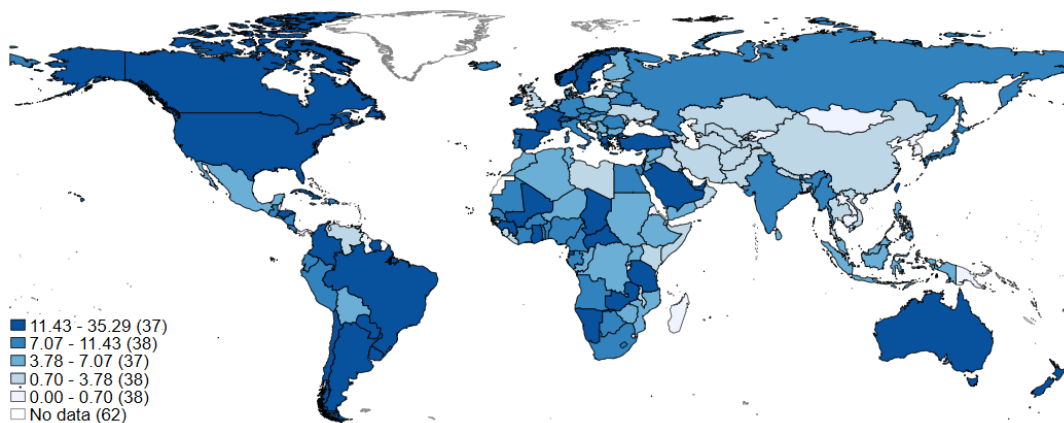 11.43 - 35.29 (37)
7.07 - 11.43 (38)
3.78 - 7.07 (37)
0.70 - 3.78 (38)
0.00 - 0.70 (38)
No data (62)